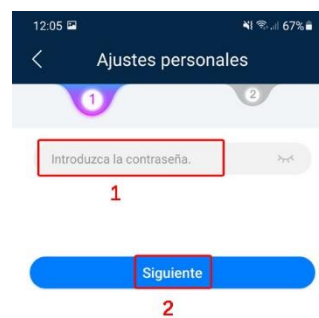 12:05 67%
Ajustes personales
1 2
Introduzca la contraseña.
1
Siguiente
2